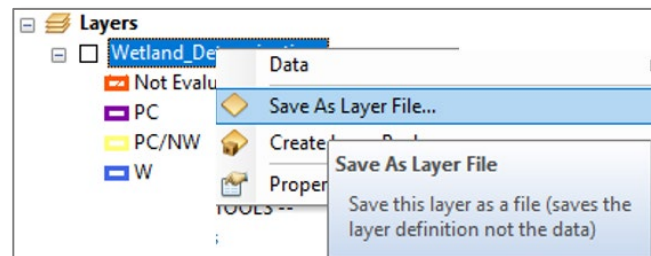 Layers
Wetland_De
Data
Not Evalu
Save As Layer File...
PC
PC/NW
Create
Save As Layer File
W
Proper
Save this layer as a file (saves the
layer definition not the data)